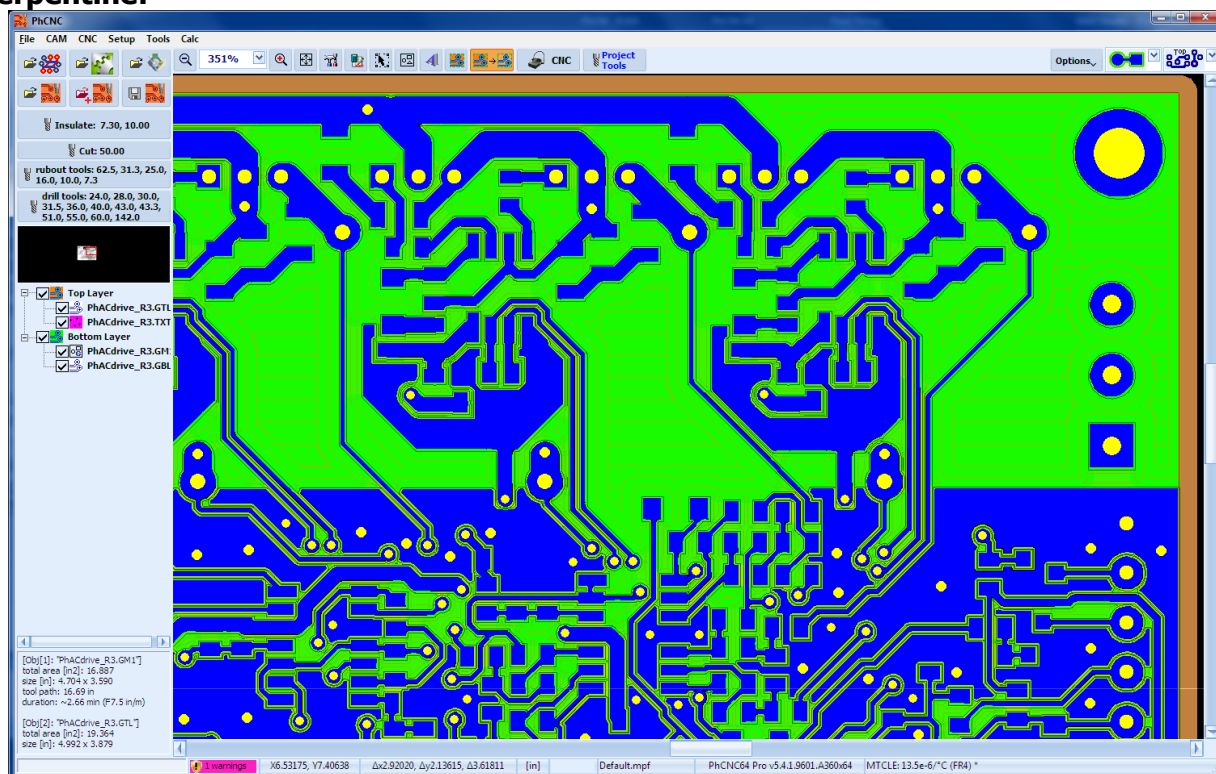 PhCNC
File CAM CNC Setup Tools Calc
351%
CNC
Project Tools
Options
TOP
Insulate: 7.30, 10.00
Cut: 50.00
rubout tools: 62.5, 31.3, 25.0,
16.0, 10.0, 7.3
drill tools: 24.0, 28.0, 30.0,
31.5, 36.0, 40.0, 43.0, 43.3,
51.0, 55.0, 60.0, 142.0
Top Layer
PhACdrive_R3.GTL
PhACdrive_R3.TXT
Bottom Layer
PhACdrive_R3.GM
PhACdrive_R3.GBL
[Obj[1]: "PhACdrive_R3.GM1"]
total area [in2]: 16.887
size [in]: 4.704 x 3.590
tool path: 16.69 in
duration: ~2.66 min (F7.5 in/m)
[Obj[2]: "PhACdrive_R3.GTL"]
total area [in2]: 19.364
size [in]: 4.992 x 3.879
1 warnings X6.53175, Y7.40638 Δx2.92020, Δy2.13615, Δ3.61811 [in] Default.mpf PhCNC64 Pro v5.4.1.9601.A360x64